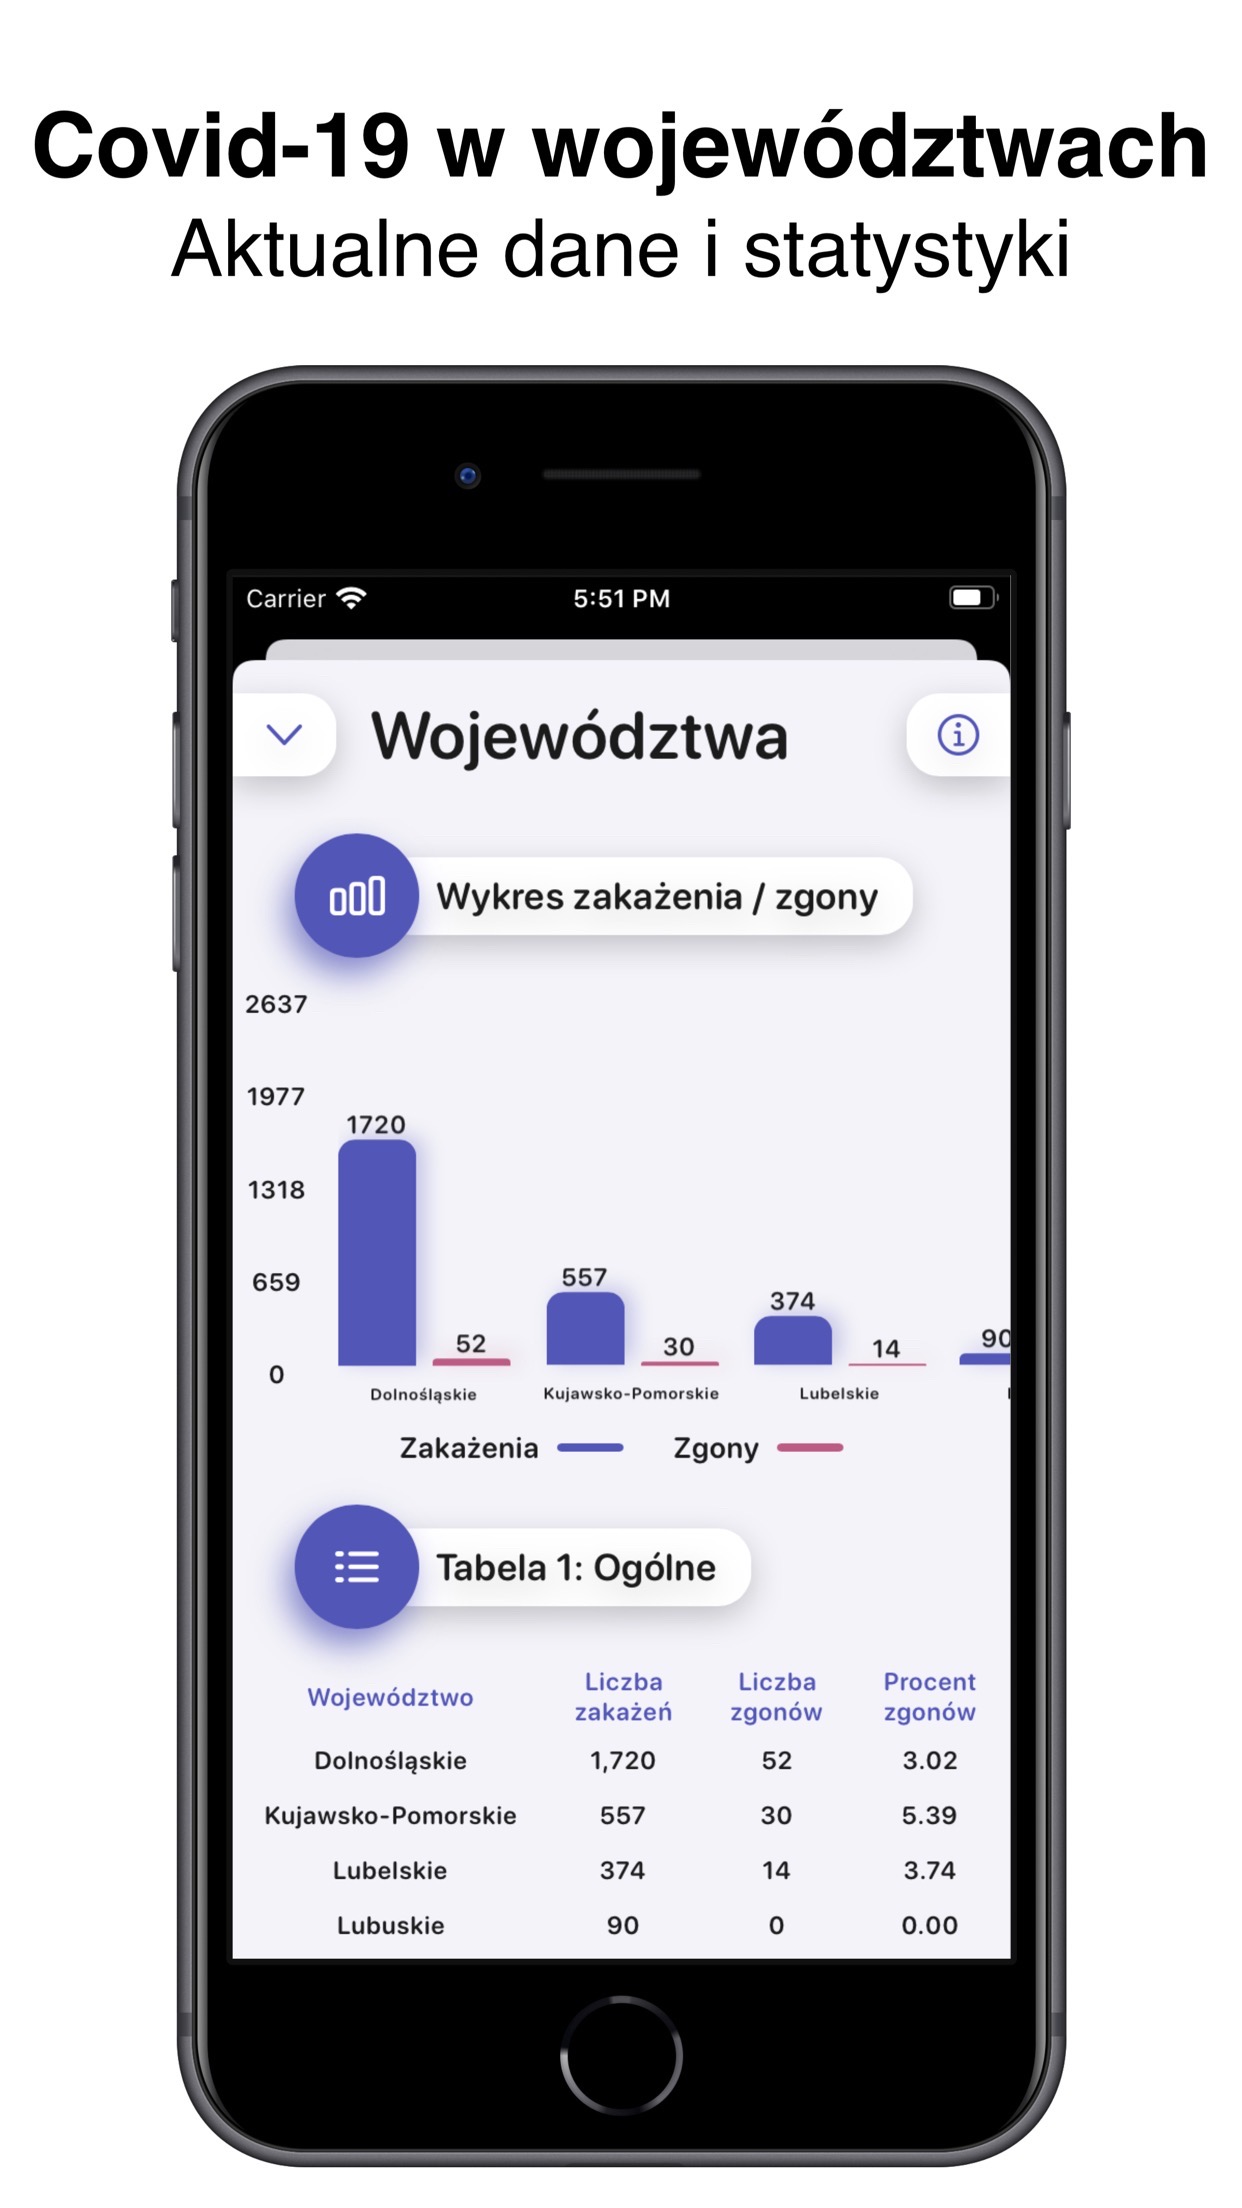 Covid-19 w województwach
Aktualne dane i statystyki
Carrier 5:51 PM
Województwa
Wykres zakażenia / zgony
2637
1977
1318
659
0
1720 52 557 30 374 14 90
Dolnośląskie Kujawsko-Pomorskie Lubelskie
Zakażenia Zgony
Tabela 1: Ogólne
Województwo Liczba zakażeń Liczba zgonów Procent zgonów
Dolnośląskie 1,720 52 3.02
Kujawsko-Pomorskie 557 30 5.39
Lubelskie 374 14 3.74
Lubuskie 90 0 0.00